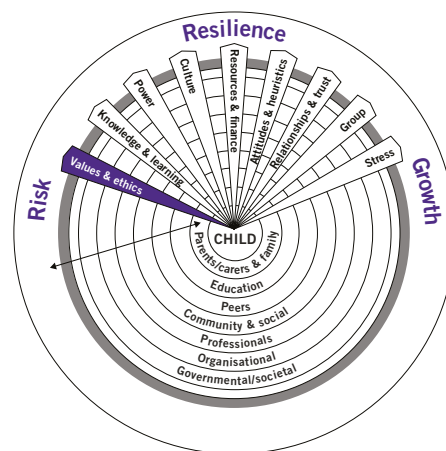 Resilience
Risk
Growth
Values & ethics
Knowledge & learning
Power
Culture
Resources & finance
Attitudes & heuristics
Relationships & trust
Group
Stress
CHILD
Parents/carers & family
Education
Peers
Community & social
Professionals
Organisational
Governmental/societal